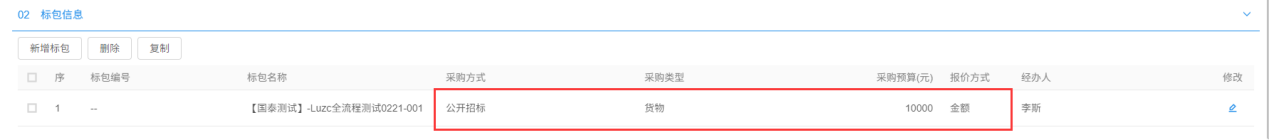 02 标包信息
新增标包 删除 复制
序 标包编号 标包名称 采购方式 采购类型 采购预算(元) 报价方式 经办人 修改
1 -- 【国泰测试】-Luzc全流程测试0221-001 公开招标 货物 10000 金额 李斯